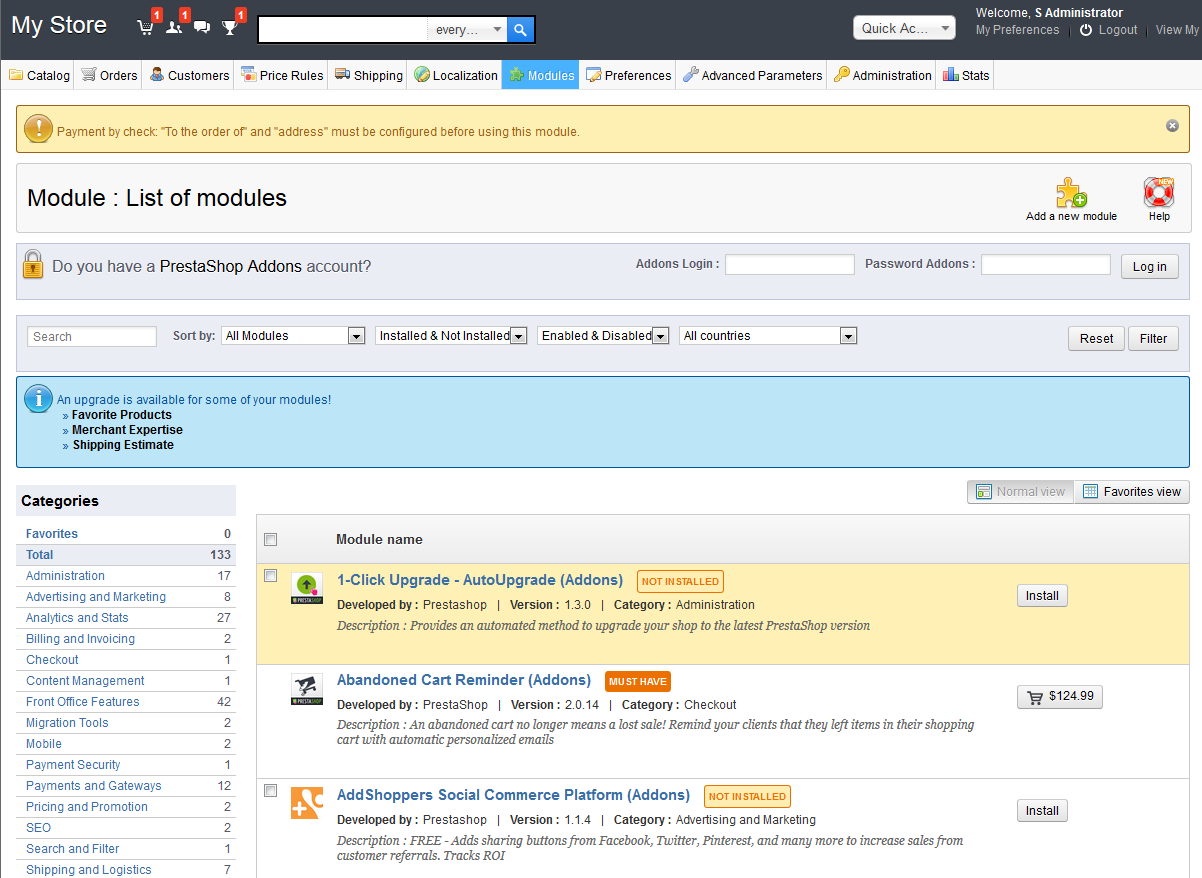 My Store
1
1
1
every...
Quick Ac...
Welcome, S Administrator
My Preferences | Logout | View My
Catalog
Orders
Customers
Price Rules
Shipping
Localization
Modules
Preferences
Advanced Parameters
Administration
Stats
Payment by check: "To the order of" and "address" must be configured before using this module.
Module : List of modules
Add a new module
NEW
Help
Do you have a PrestaShop Addons account?
Addons Login :
Password Addons :
Log in
Search
Sort by:
All Modules
Installed & Not Installed
Enabled & Disabled
All countries
Reset
Filter
An upgrade is available for some of your modules!
» Favorite Products
» Merchant Expertise
» Shipping Estimate
Normal view
Favorites view
Categories
Favorites 0
Total 133
Administration 17
Advertising and Marketing 8
Analytics and Stats 27
Billing and Invoicing 2
Checkout 1
Content Management 1
Front Office Features 42
Migration Tools 2
Mobile 2
Payment Security 1
Payments and Gateways 12
Pricing and Promotion 2
SEO 2
Search and Filter 1
Shipping and Logistics 7
Module name
PRESTASHOP
1-Click Upgrade - AutoUpgrade (Addons) NOT INSTALLED
Developed by : Prestashop | Version : 1.3.0 | Category : Administration
Description : Provides an automated method to upgrade your shop to the latest PrestaShop version
Install
PRESTASHOP
Abandoned Cart Reminder (Addons) MUST HAVE
Developed by : PrestaShop | Version : 2.0.14 | Category : Checkout
Description : An abandoned cart no longer means a lost sale! Remind your clients that they left items in their shopping
cart with automatic personalized emails
$124.99
AddShoppers Social Commerce Platform (Addons) NOT INSTALLED
Developed by : Prestashop | Version : 1.1.4 | Category : Advertising and Marketing
Description : FREE - Adds sharing buttons from Facebook, Twitter, Pinterest, and many more to increase sales from
customer referrals. Tracks ROI
Install